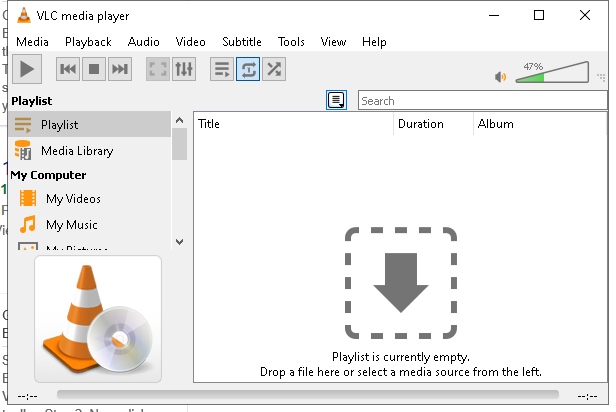 VLC media player
Media Playback Audio Video Subtitle Tools View Help
47%
Playlist
Search
Playlist
Media Library
My Computer
My Videos
My Music
My Pictures
Title Duration Album
Playlist is currently empty.
Drop a file here or select a media source from the left.
--:-- --:--